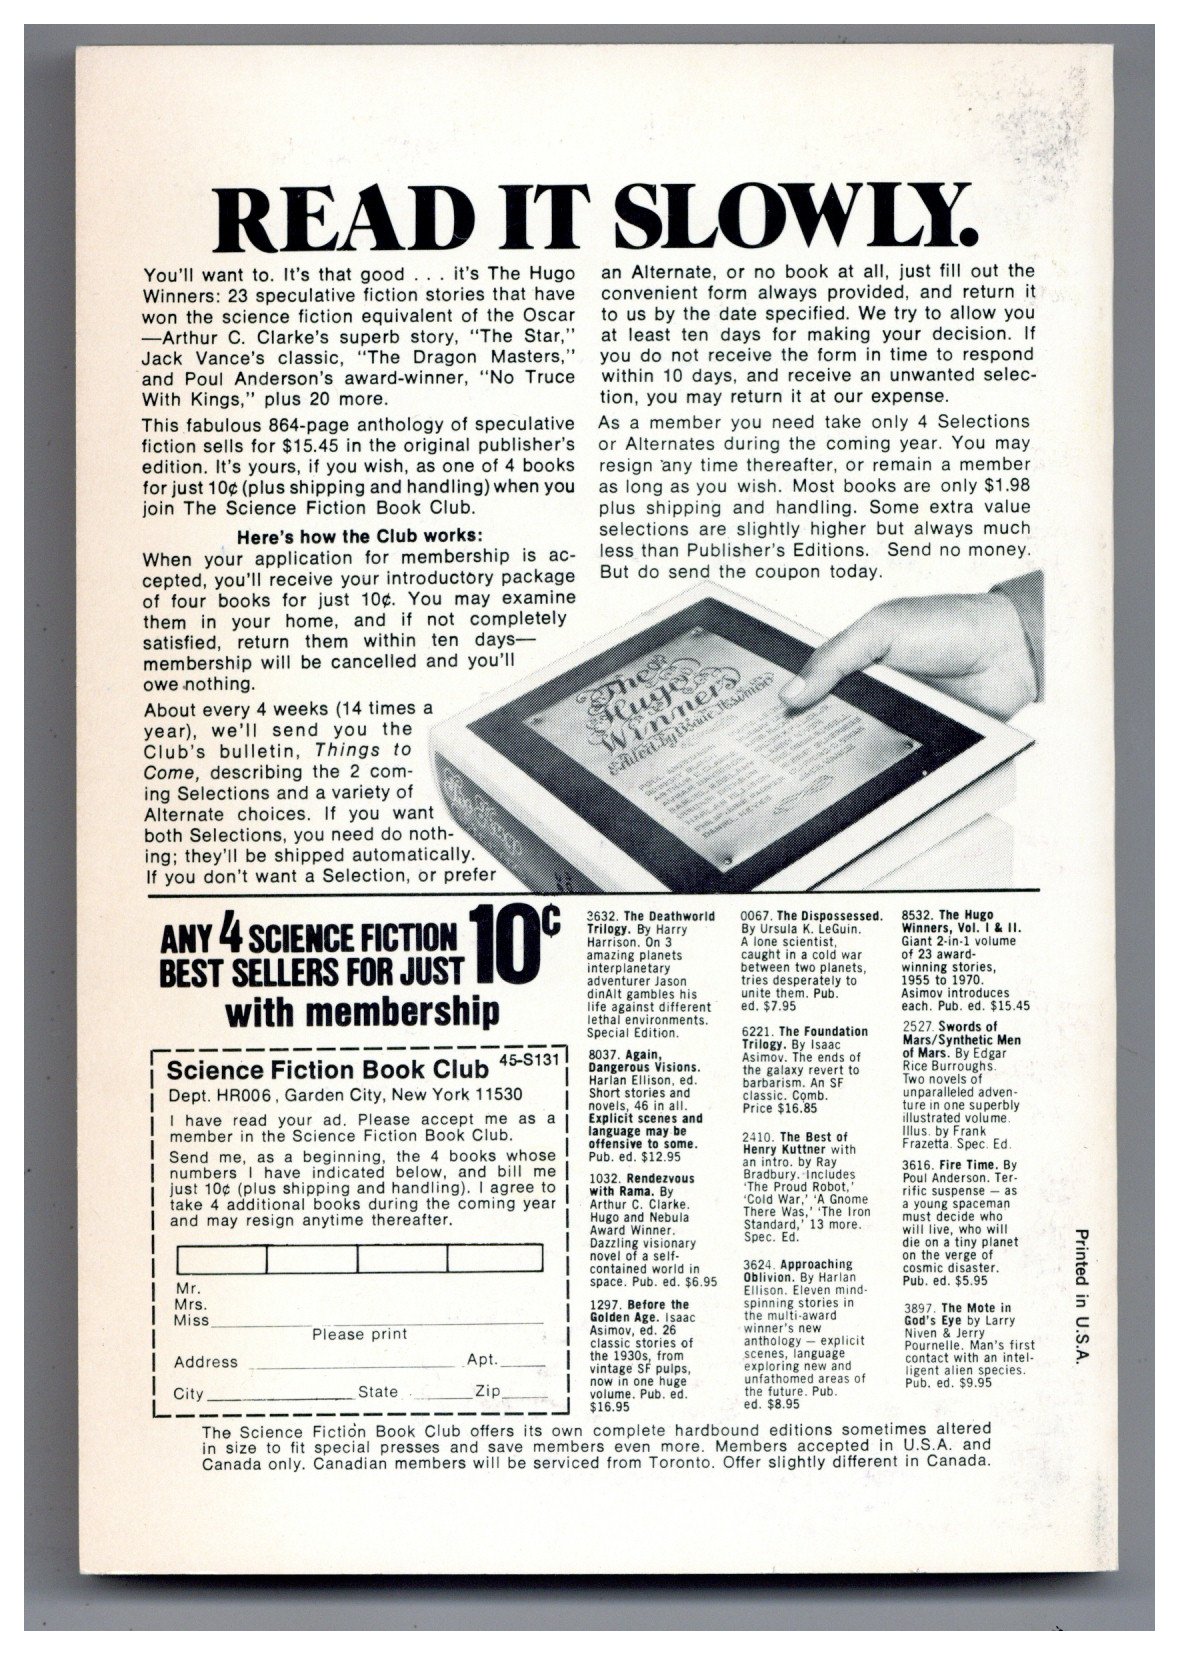 READ IT SLOWLY.
You'll want to. It's that good . . . it's The Hugo
Winners: 23 speculative fiction stories that have
won the science fiction equivalent of the Oscar
—Arthur C. Clarke's superb story, "The Star,"
Jack Vance's classic, "The Dragon Masters,"
and Poul Anderson's award-winner, "No Truce
With Kings," plus 20 more.
This fabulous 864-page anthology of speculative
fiction sells for $15.45 in the original publisher's
edition. It's yours, if you wish, as one of 4 books
for just 10¢ (plus shipping and handling) when you
join The Science Fiction Book Club.
Here's how the Club works:
When your application for membership is ac-
cepted, you'll receive your introductory package
of four books for just 10¢. You may examine
them in your home, and if not completely
satisfied, return them within ten days—
membership will be cancelled and you'll
owe nothing.
About every 4 weeks (14 times a
year), we'll send you the
Club's bulletin, Things to
Come, describing the 2 com-
ing Selections and a variety of
Alternate choices. If you want
both Selections, you need do noth-
ing; they'll be shipped automatically.
If you don't want a Selection, or prefer
an Alternate, or no book at all, just fill out the
convenient form always provided, and return it
to us by the date specified. We try to allow you
at least ten days for making your decision. If
you do not receive the form in time to respond
within 10 days, and receive an unwanted selec-
tion, you may return it at our expense.
As a member you need take only 4 Selections
or Alternates during the coming year. You may
resign any time thereafter, or remain a member
as long as you wish. Most books are only $1.98
plus shipping and handling. Some extra value
selections are slightly higher but always much
less than Publisher's Editions. Send no money.
But do send the coupon today.
The
Hugo
Winners
Edited by Isaac Asimov
ANY 4 SCIENCE FICTION
BEST SELLERS FOR JUST 10¢
with membership
Science Fiction Book Club 45-S131
Dept. HR006, Garden City, New York 11530
I have read your ad. Please accept me as a
member in the Science Fiction Book Club.
Send me, as a beginning, the 4 books whose
numbers I have indicated below, and bill me
just 10¢ (plus shipping and handling). I agree to
take 4 additional books during the coming year
and may resign anytime thereafter.
Mr.
Mrs.
Miss
Please print
Address Apt.
City State Zip
3632. The Deathworld
Trilogy. By Harry
Harrison. On 3
amazing planets
interplanetary
adventurer Jason
dinAlt gambles his
life against different
lethal environments.
Special Edition.
8037. Again,
Dangerous Visions.
Harlan Ellison, ed.
Short stories and
novels, 46 in all.
Explicit scenes and
language may be
offensive to some.
Pub. ed. $12.95
1032. Rendezvous
with Rama. By
Arthur C. Clarke.
Hugo and Nebula
Award Winner.
Dazzling visionary
novel of a self-
contained world in
space. Pub. ed. $6.95
1297. Before the
Golden Age. Isaac
Asimov, ed. 26
classic stories of
the 1930s, from
vintage SF pulps,
now in one huge
volume. Pub. ed.
$16.95
0067. The Dispossessed.
By Ursula K. LeGuin.
A lone scientist,
caught in a cold war
between two planets,
tries desperately to
unite them. Pub.
ed. $7.95
6221. The Foundation
Trilogy. By Isaac
Asimov. The ends of
the galaxy revert to
barbarism. An SF
classic. Comb.
Price $16.85
2410. The Best of
Henry Kuttner with
an intro. by Ray
Bradbury. Includes
'The Proud Robot,'
'Cold War,' 'A Gnome
There Was,' 'The Iron
Standard,' 13 more.
Spec. Ed.
3624. Approaching
Oblivion. By Harlan
Ellison. Eleven mind-
spinning stories in
the multi-award
winner's new
anthology — explicit
scenes, language
exploring new and
unfathomed areas of
the future. Pub.
ed. $8.95
8532. The Hugo
Winners, Vol. I & II.
Giant 2-in-1 volume
of 23 award-
winning stories,
1955 to 1970.
Asimov introduces
each. Pub. ed. $15.45
2527. Swords of
Mars/Synthetic Men
of Mars. By Edgar
Rice Burroughs.
Two novels of
unparalleled adven-
ture in one superbly
illustrated volume.
Illus. by Frank
Frazetta. Spec. Ed.
3616. Fire Time. By
Poul Anderson. Ter-
rific suspense — as
a young spaceman
must decide who
will live, who will
die on a tiny planet
on the verge of
cosmic disaster.
Pub. ed. $5.95
3897. The Mote in
God's Eye by Larry
Niven & Jerry
Pournelle. Man's first
contact with an intel-
ligent alien species.
Pub. ed. $9.95
Printed in U.S.A.
The Science Fiction Book Club offers its own complete hardbound editions sometimes altered
in size to fit special presses and save members even more. Members accepted in U.S.A. and
Canada only. Canadian members will be serviced from Toronto. Offer slightly different in Canada.